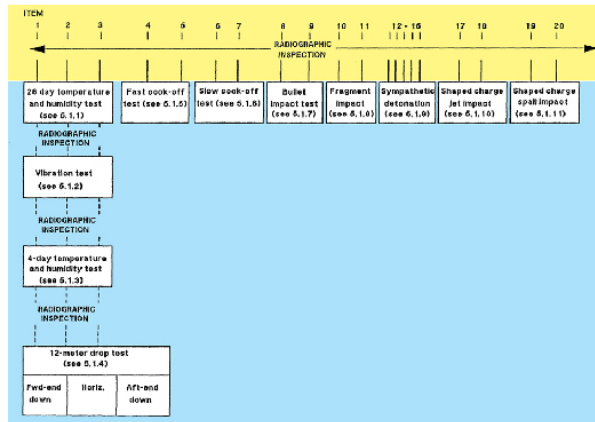 ITEM
1 2 3 4 5 6 7 8 9 10 11 12 - 16 17 18 19 20
RADIOGRAPHIC
INSPECTION
28 day temperature
and humidity test
(see 5.1.1)
Fast cook-off
test (see 5.1.5)
Slow cook-off
test (see 5.1.6)
Bullet
impact test
(see 5.1.7)
Fragment
impact
(see 5.1.8)
Sympathetic
detonation
(see 5.1.9)
Shaped charge
jet impact
(see 5.1.10)
Shaped charge
spall impact
(see 5.1.11)
RADIOGRAPHIC
INSPECTION
Vibration test
(see 5.1.2)
RADIOGRAPHIC
INSPECTION
4-day temperature
and humidity test
(see 5.1.3)
RADIOGRAPHIC
INSPECTION
12-meter drop test
(see 5.1.4)
Fwd-end
down
Horiz.
Aft-end
down